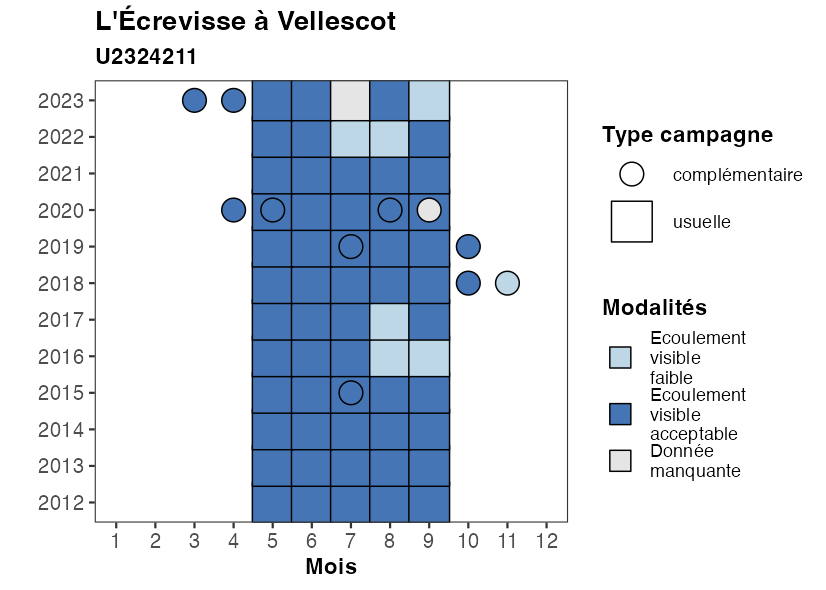 L'Écrevisse à Vellescot
U2324211
2023
2022
2021
2020
2019
2018
2017
2016
2015
2014
2013
2012
1 2 3 4 5 6 7 8 9 10 11 12
Mois
Type campagne
complémentaire
usuelle
Modalités
Ecoulement
visible
faible
Ecoulement
visible
acceptable
Donnée
manquante